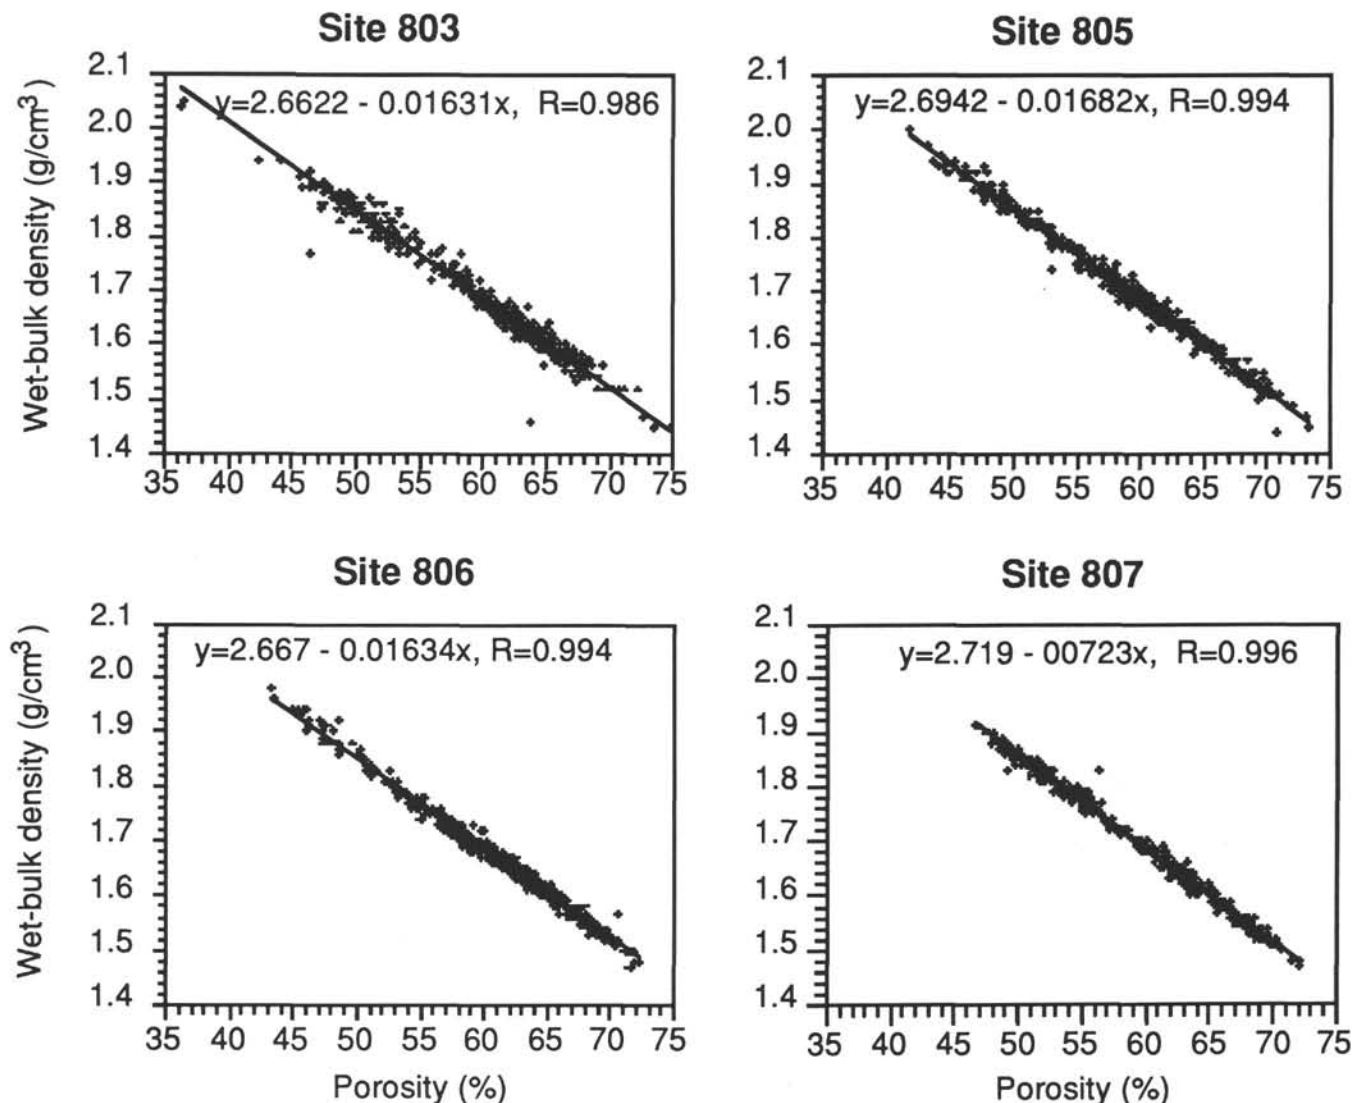 Site 803
Site 805
Wet-bulk density (g/cm³)
2.1
2.0
1.9
1.8
1.7
1.6
1.5
1.4
y=2.6622 - 0.01631x, R=0.986
35 40 45 50 55 60 65 70 75
2.1
2.0
1.9
1.8
1.7
1.6
1.5
1.4
y=2.6942 - 0.01682x, R=0.994
35 40 45 50 55 60 65 70 75
Site 806
Site 807
Wet-bulk density (g/cm³ )
2.1
2.0
1.9
1.8
1.7
1.6
1.5
1.4
y=2.667 - 0.01634x, R=0.994
35 40 45 50 55 60 65 70 75
Porosity (%)
2.1
2.0
1.9
1.8
1.7
1.6
1.5
1.4
y=2.719 - 00723x, R=0.996
35 40 45 50 55 60 65 70 75
Porosity (%)